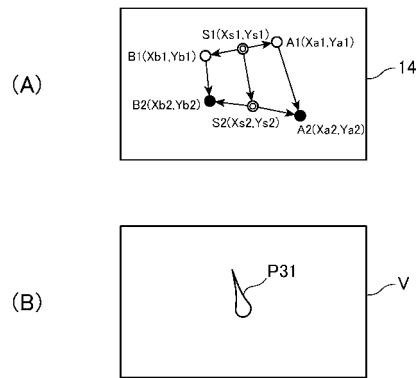 (A)
S1(Xs1,Ys1)
A1(Xa1,Ya1)
B1(Xb1,Yb1)
14
B2(Xb2,Yb2)
S2(Xs2,Ys2)
A2(Xa2,Ya2)
(B)
P31
V